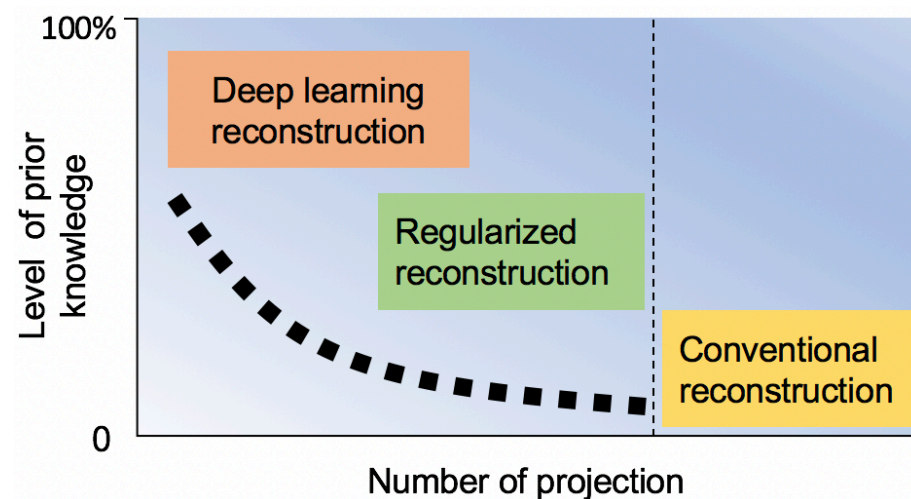 100%
Deep learning
reconstruction
Level of prior
knowledge
Regularized
reconstruction
Conventional
reconstruction
0
Number of projection